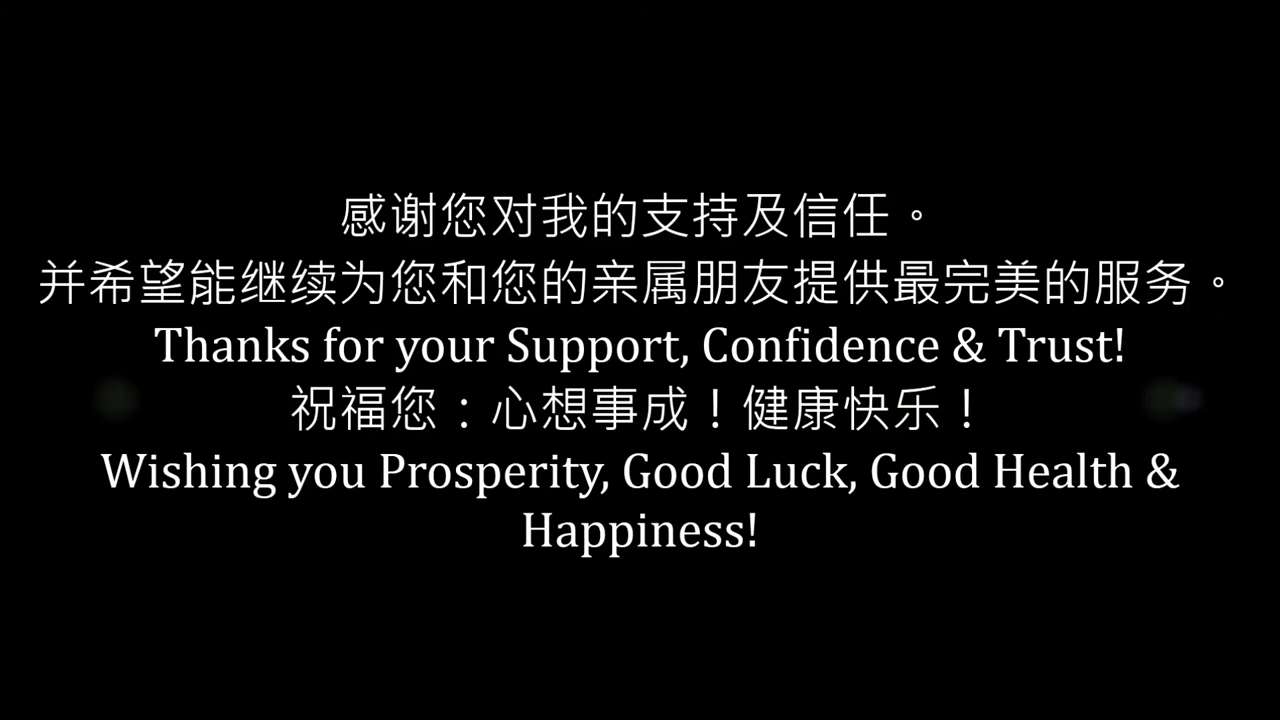 感谢您对我的支持及信任。
并希望能继续为您和您的亲属朋友提供最完美的服务。
Thanks for your Support, Confidence & Trust!
祝福您：心想事成！健康快乐！
Wishing you Prosperity, Good Luck, Good Health &
Happiness!